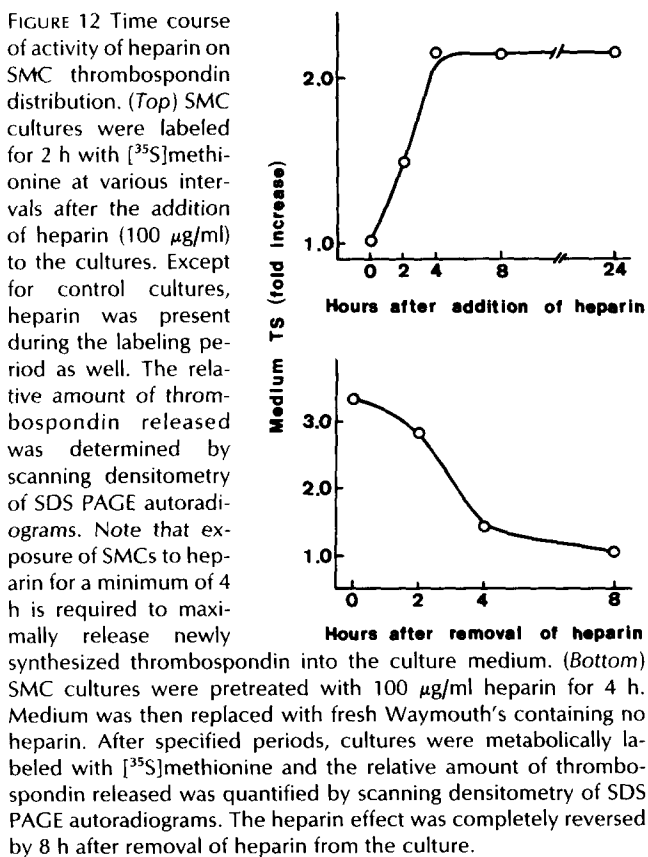 FIGURE 12 Time course
of activity of heparin on
SMC thrombospondin
distribution. (Top) SMC
cultures were labeled
for 2 h with [³⁵S]methi-
onine at various inter-
vals after the addition
of heparin (100 μg/ml)
to the cultures. Except
for control cultures,
heparin was present
during the labeling pe-
riod as well. The rela-
tive amount of throm-
bospondin released
was determined by
scanning densitometry
of SDS PAGE autoradi-
ograms. Note that ex-
posure of SMCs to hep-
arin for a minimum of 4
h is required to maxi-
mally release newly
synthesized thrombospondin into the culture medium. (Bottom)
SMC cultures were pretreated with 100 μg/ml heparin for 4 h.
Medium was then replaced with fresh Waymouth's containing no
heparin. After specified periods, cultures were metabolically la-
beled with [³⁵S]methionine and the relative amount of thrombo-
spondin released was quantified by scanning densitometry of SDS
PAGE autoradiograms. The heparin effect was completely reversed
by 8 h after removal of heparin from the culture.
Medium TS (fold increase)
2.0
1.0
0 2 4 8 24
Hours after addition of heparin
3.0
2.0
1.0
0 2 4 8
Hours after removal of heparin